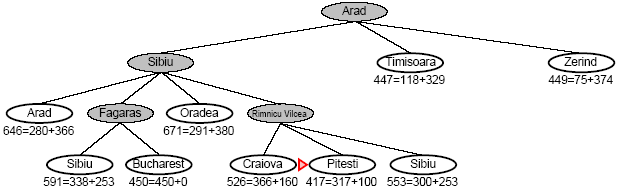 Arad
Sibiu Timisoara Zerind
447=118+329 449=75+374
Arad Fagaras Oradea Rimnicu Vilcea
646=280+366 671=291+380
Sibiu Bucharest Craiova Pitesti Sibiu
591=338+253 450=450+0 526=366+160 417=317+100 553=300+253